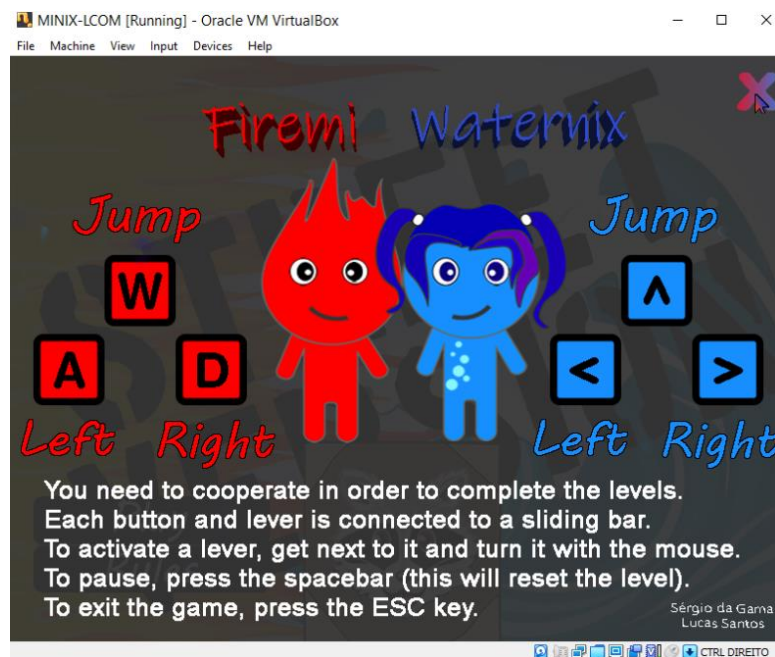 MINIX-LCOM [Running] - Oracle VM VirtualBox
File Machine View Input Devices Help
Firemi Waternix
Jump Jump
W ^
A D < >
Left Right Left Right
You need to cooperate in order to complete the levels.
Each button and lever is connected to a sliding bar.
To activate a lever, get next to it and turn it with the mouse.
To pause, press the spacebar (this will reset the level).
To exit the game, press the ESC key.
Sérgio da Gama
Lucas Santos
CTRL DIREITO